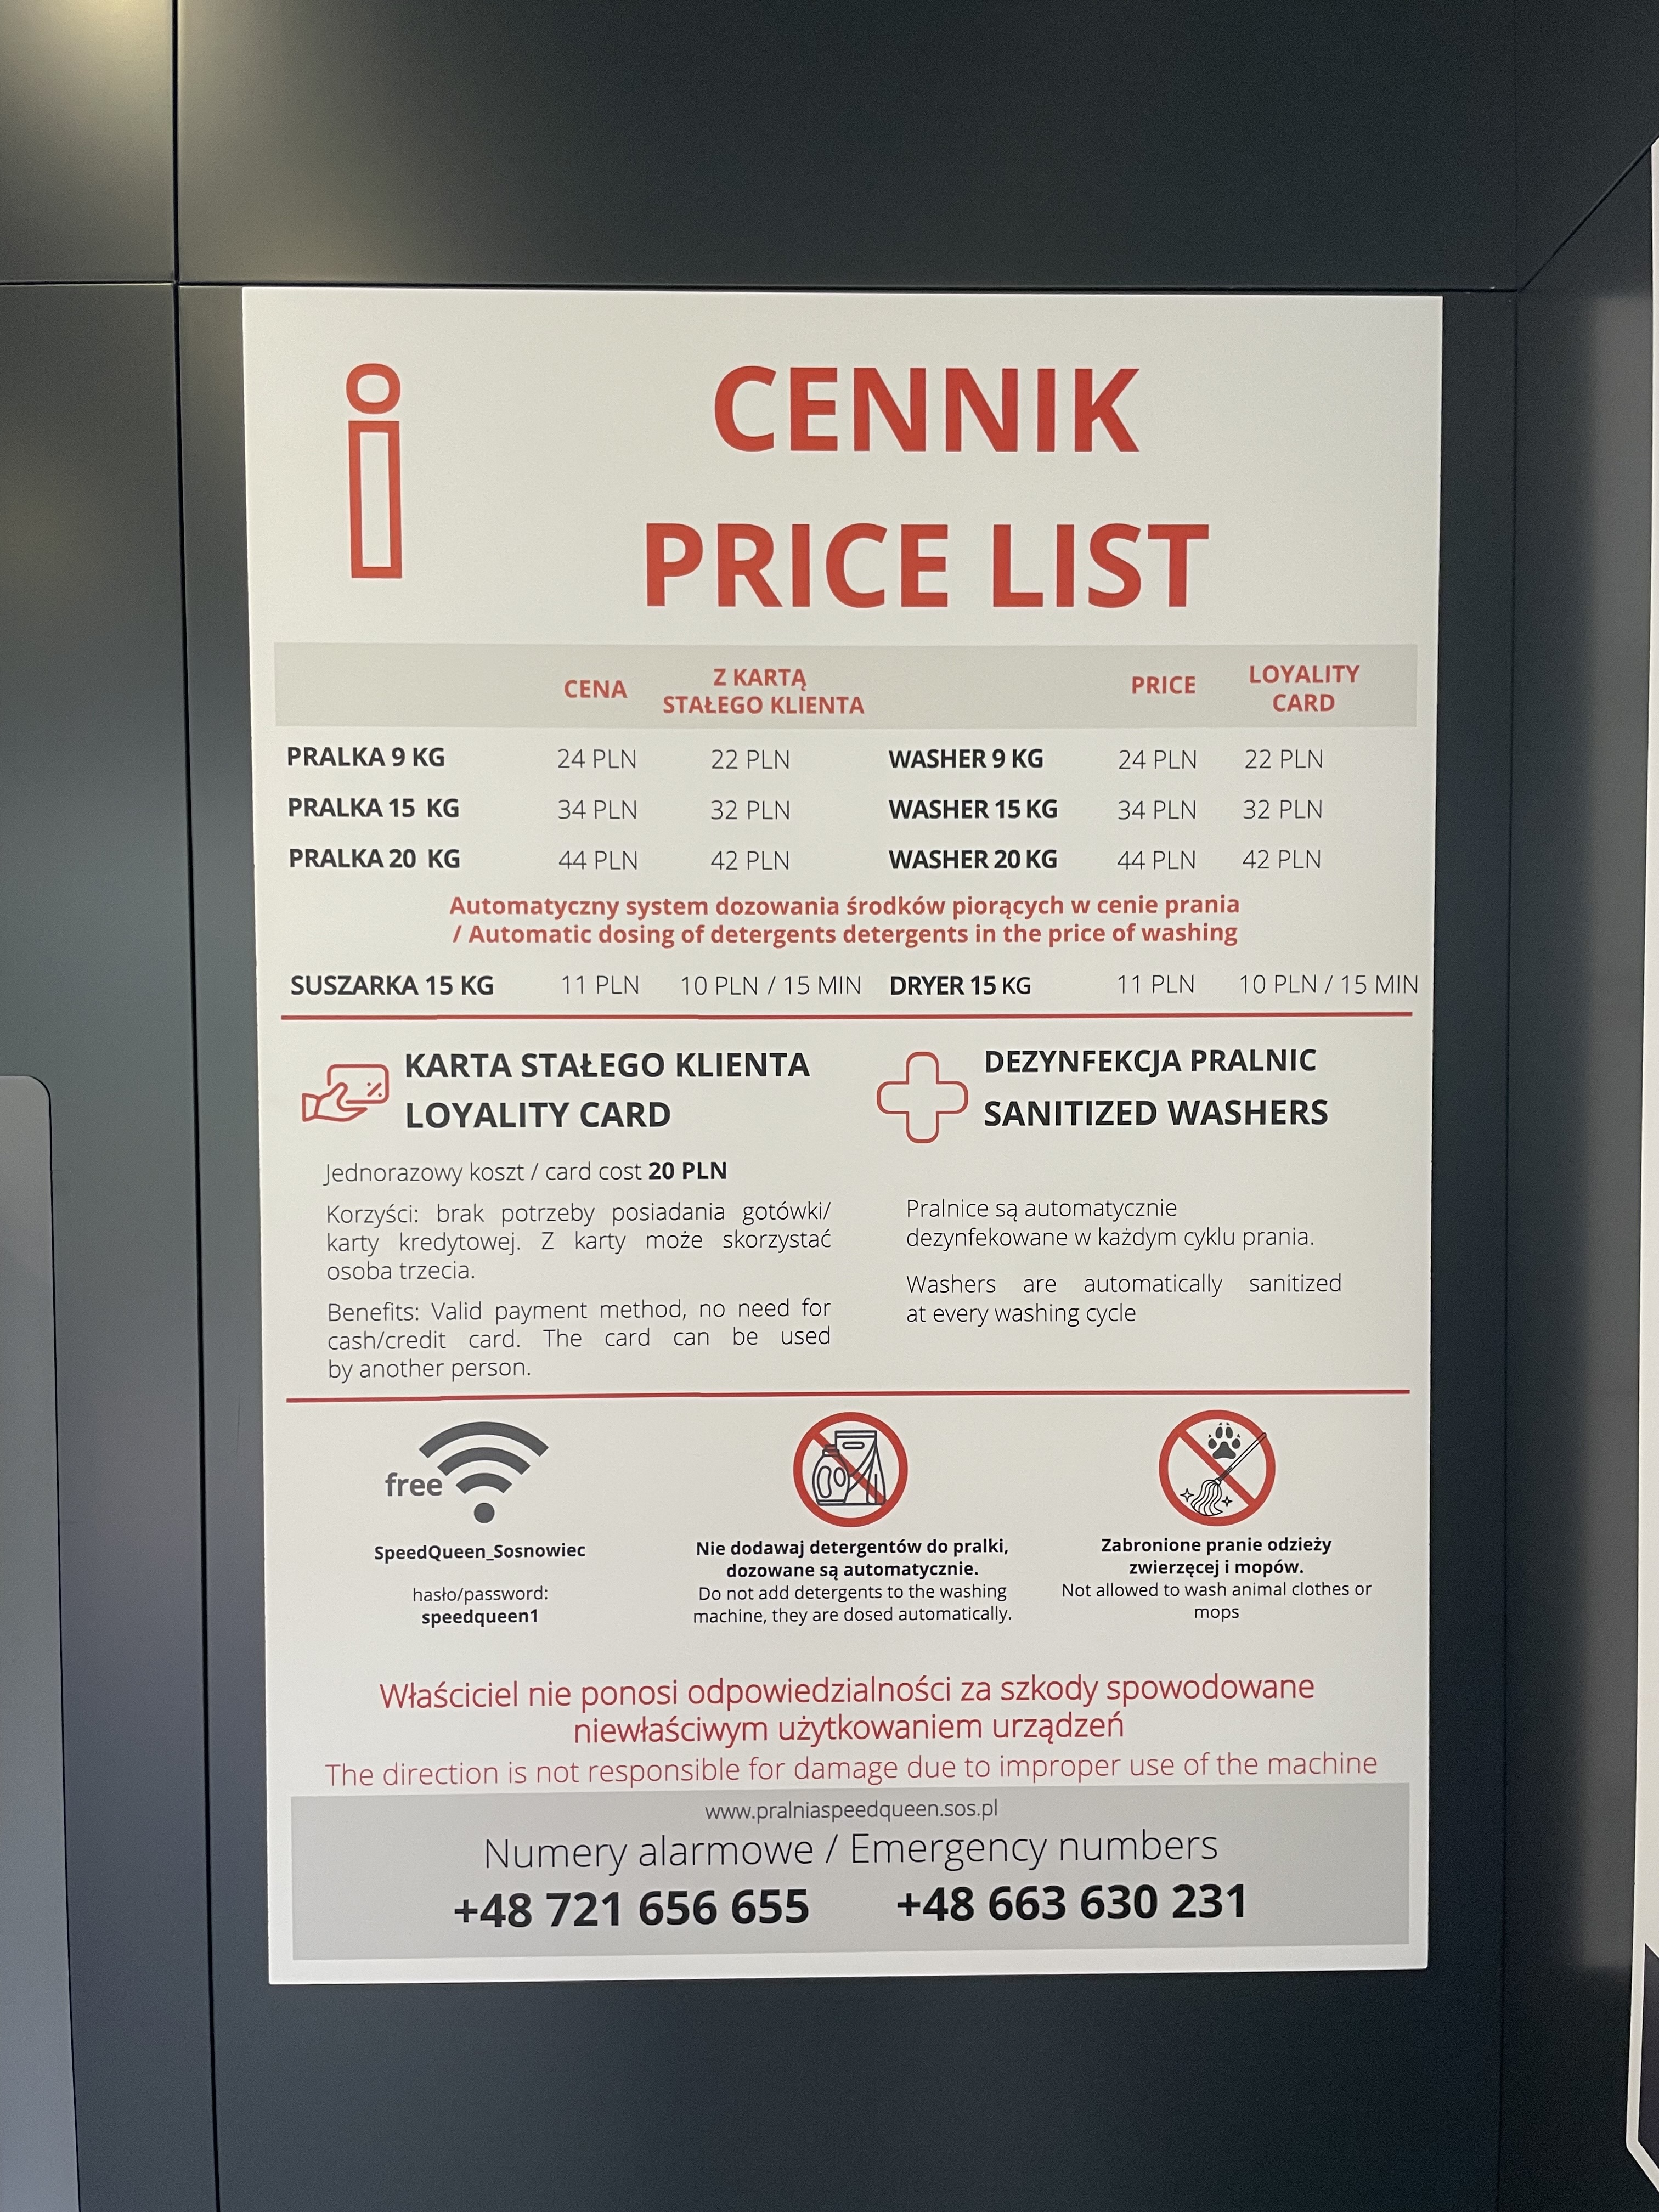 CENNIK
PRICE LIST
CENA Z KARTĄ STAŁEGO KLIENTA PRICE LOYALITY CARD
PRALKA 9 KG 24 PLN 22 PLN WASHER 9 KG 24 PLN 22 PLN
PRALKA 15 KG 34 PLN 32 PLN WASHER 15 KG 34 PLN 32 PLN
PRALKA 20 KG 44 PLN 42 PLN WASHER 20 KG 44 PLN 42 PLN
Automatyczny system dozowania środków piorących w cenie prania
/ Automatic dosing of detergents detergents in the price of washing
SUSZARKA 15 KG 11 PLN 10 PLN / 15 MIN DRYER 15 KG 11 PLN 10 PLN / 15 MIN
KARTA STAŁEGO KLIENTA
LOYALITY CARD
Jednorazowy koszt / card cost 20 PLN
Korzyści: brak potrzeby posiadania gotówki/
karty kredytowej. Z karty może skorzystać
osoba trzecia.
Benefits: Valid payment method, no need for
cash/credit card. The card can be used
by another person.
DEZYNFEKCJA PRALNIC
SANITIZED WASHERS
Pralnice są automatycznie
dezynfekowane w każdym cyklu prania.
Washers are automatically sanitized
at every washing cycle
free
SpeedQueen_Sosnowiec
hasło/password:
speedqueen1
Nie dodawaj detergentów do pralki,
dozowane są automatycznie.
Do not add detergents to the washing
machine, they are dosed automatically.
Zabronione pranie odzieży
zwierzęcej i mopów.
Not allowed to wash animal clothes or
mops
Właściciel nie ponosi odpowiedzialności za szkody spowodowane
niewłaściwym użytkowaniem urządzeń
The direction is not responsible for damage due to improper use of the machine
www.pralniaspeedqueen.sos.pl
Numery alarmowe / Emergency numbers
+48 721 656 655 +48 663 630 231